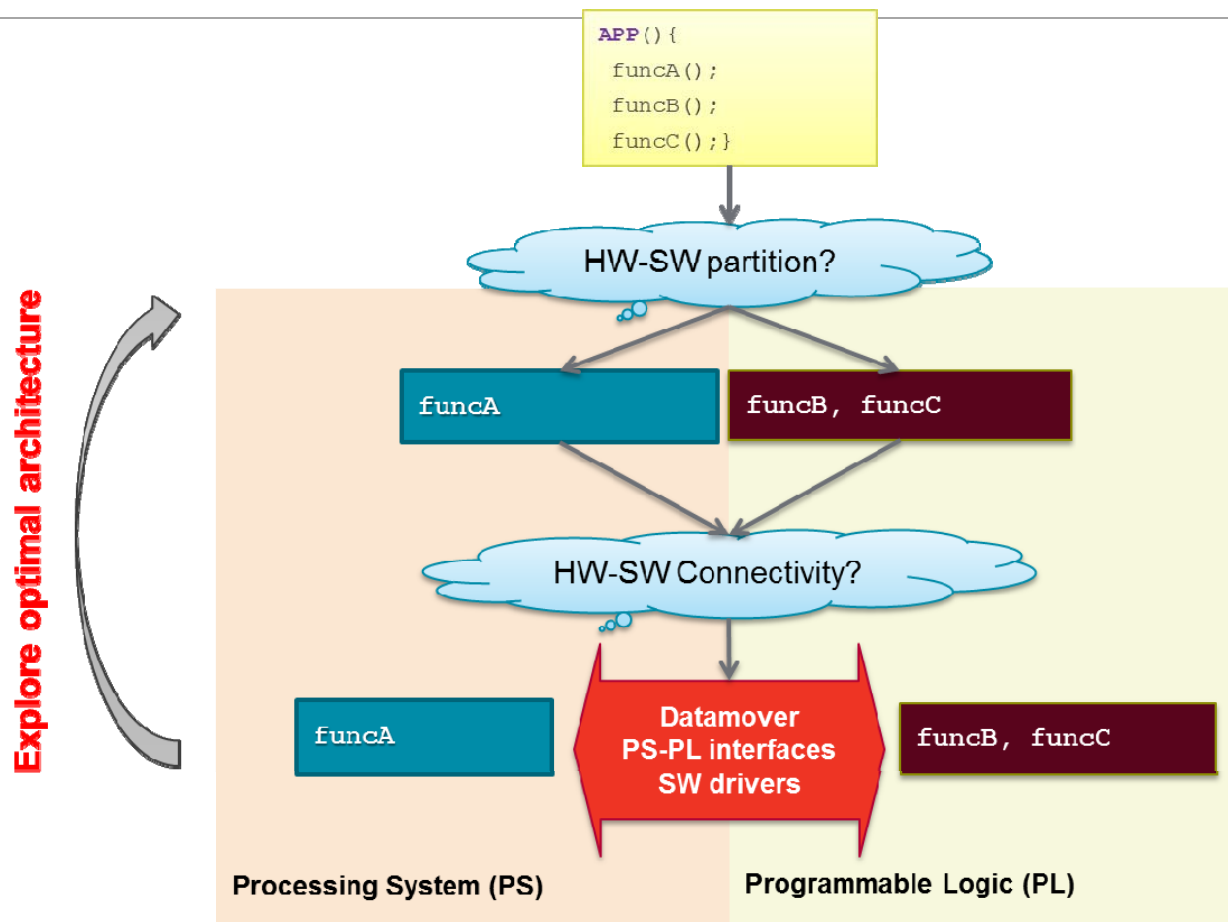 APP(){
funcA();
funcB();
funcC();}
HW-SW partition?
Explore optimal architecture
funcA
funcB, funcC
HW-SW Connectivity?
funcA
Datamover
PS-PL interfaces
SW drivers
funcB, funcC
Processing System (PS)
Programmable Logic (PL)